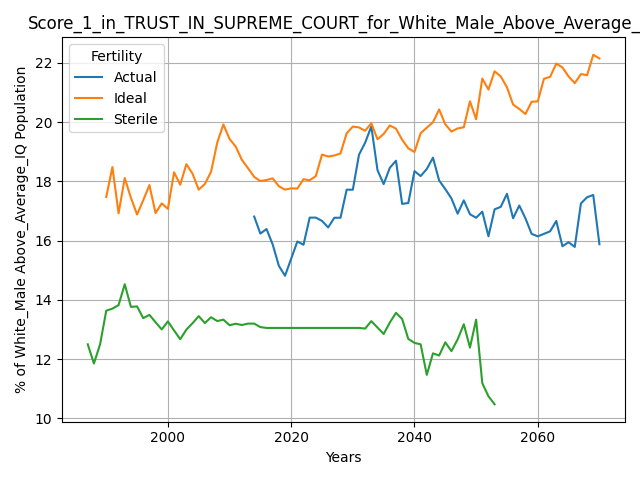 Score_1_in_TRUST_IN_SUPREME_COURT_for_White_Male_Above_Average_
Fertility
Actual
Ideal
Sterile
% of White_Male Above_Average_IQ Population
22
20
18
16
14
12
10
2000 2020 2040 2060
Years